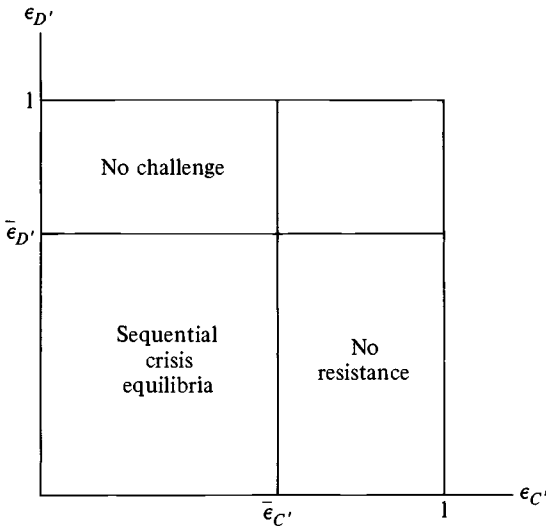 ϵ_D′
1
No challenge
ϵ̄_D′
Sequential
crisis
equilibria
No
resistance
ϵ̄_C′
1
ϵ_C′